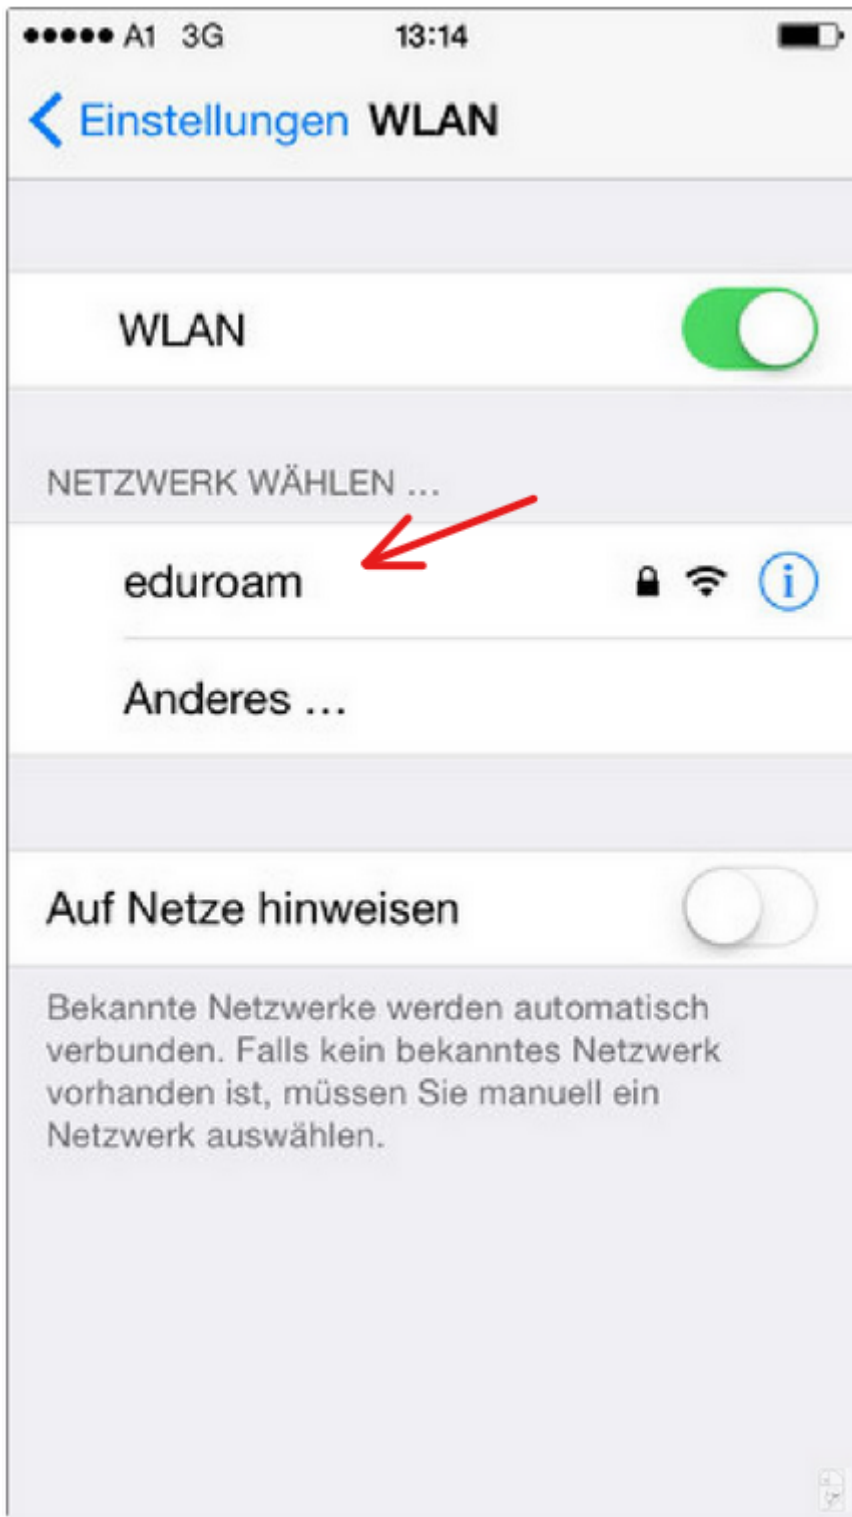 A1 3G 13:14
Einstellungen WLAN
WLAN
NETZWERK WÄHLEN ...
eduroam
Anderes ...
Auf Netze hinweisen
Bekannte Netzwerke werden automatisch
verbunden. Falls kein bekanntes Netzwerk
vorhanden ist, müssen Sie manuell ein
Netzwerk auswählen.